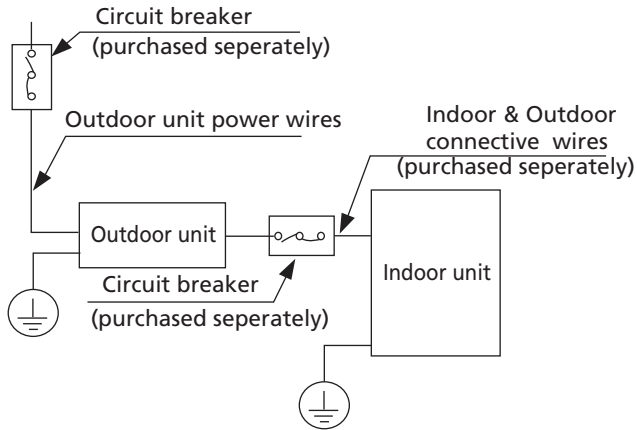 Circuit breaker
(purchased seperately)
Outdoor unit power wires
Indoor & Outdoor
connective wires
(purchased seperately)
Outdoor unit
Indoor unit
Circuit breaker
(purchased seperately)